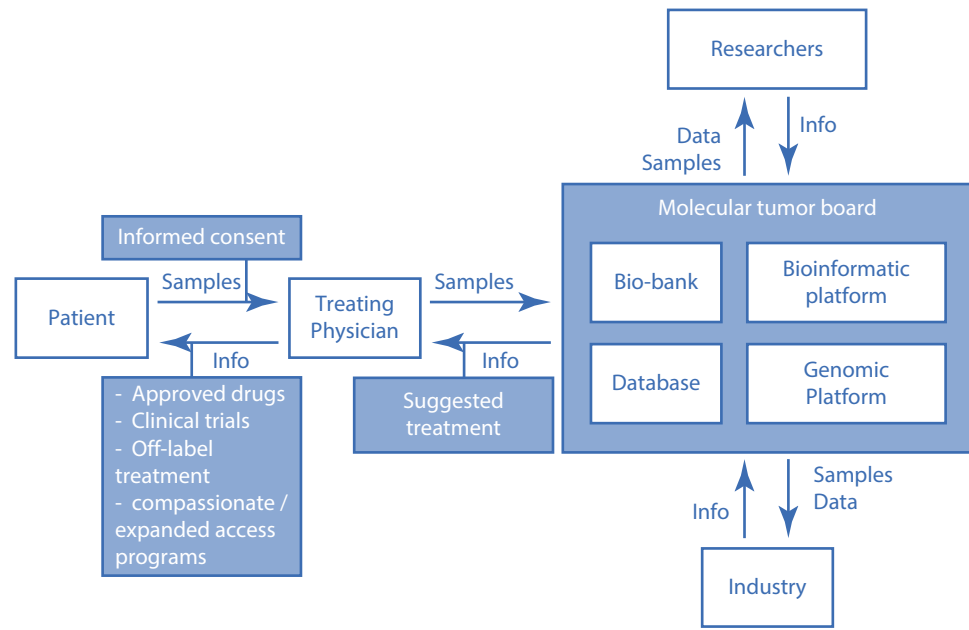 Researchers
Data
Samples
Info
Molecular tumor board
Informed consent
Samples
Samples
Bio-bank
Bioinformatic
platform
Patient
Treating
Physician
Info
Info
Database
Genomic
Platform
- Approved drugs
- Clinical trials
- Off-label
treatment
- compassionate /
expanded access
programs
Suggested
treatment
Info
Samples
Data
Industry